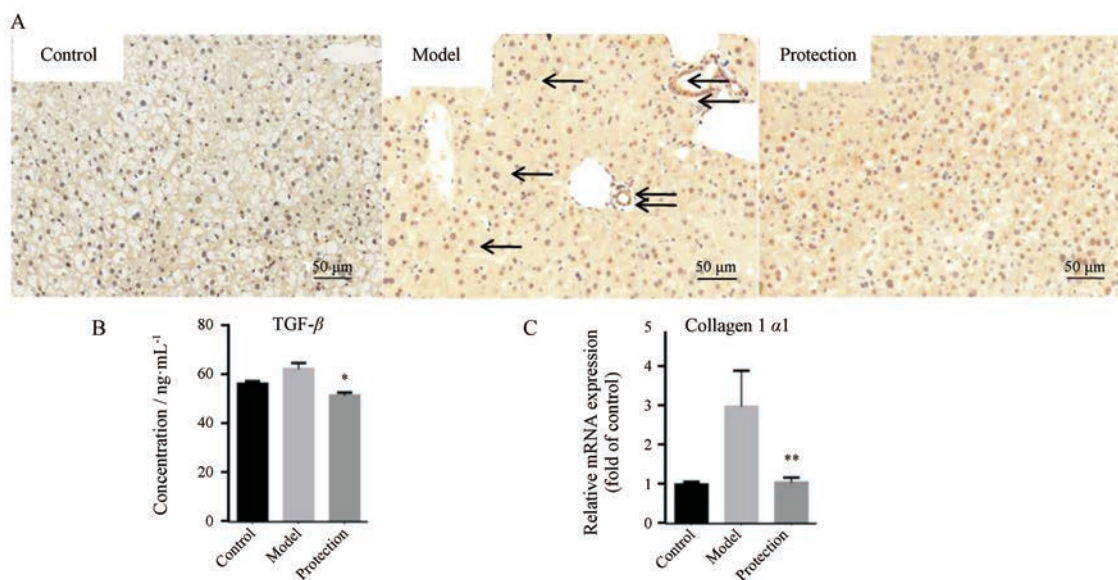 A
Control
Model
Protection
50 μm
50 μm
50 μm
B
TGF-β
Concentration / ng·mL⁻¹
80
60
40
20
0
*
Control
Model
Protection
C
Collagen 1 α1
Relative mRNA expression
(fold of control)
5
4
3
2
1
0
**
Control
Model
Protection